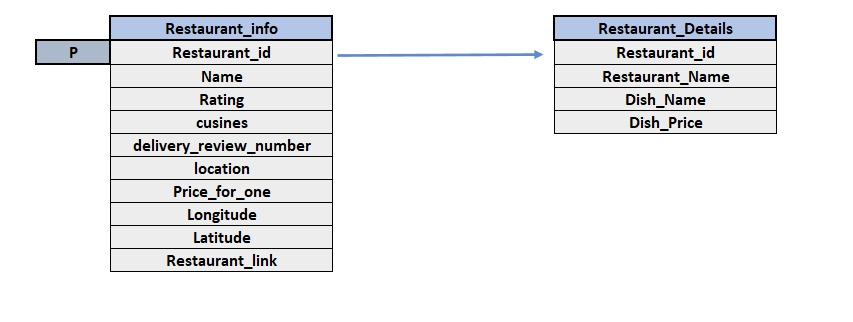 Restaurant_info
P
Restaurant_id
Name
Rating
cusines
delivery_review_number
location
Price_for_one
Longitude
Latitude
Restaurant_link
Restaurant_Details
Restaurant_id
Restaurant_Name
Dish_Name
Dish_Price